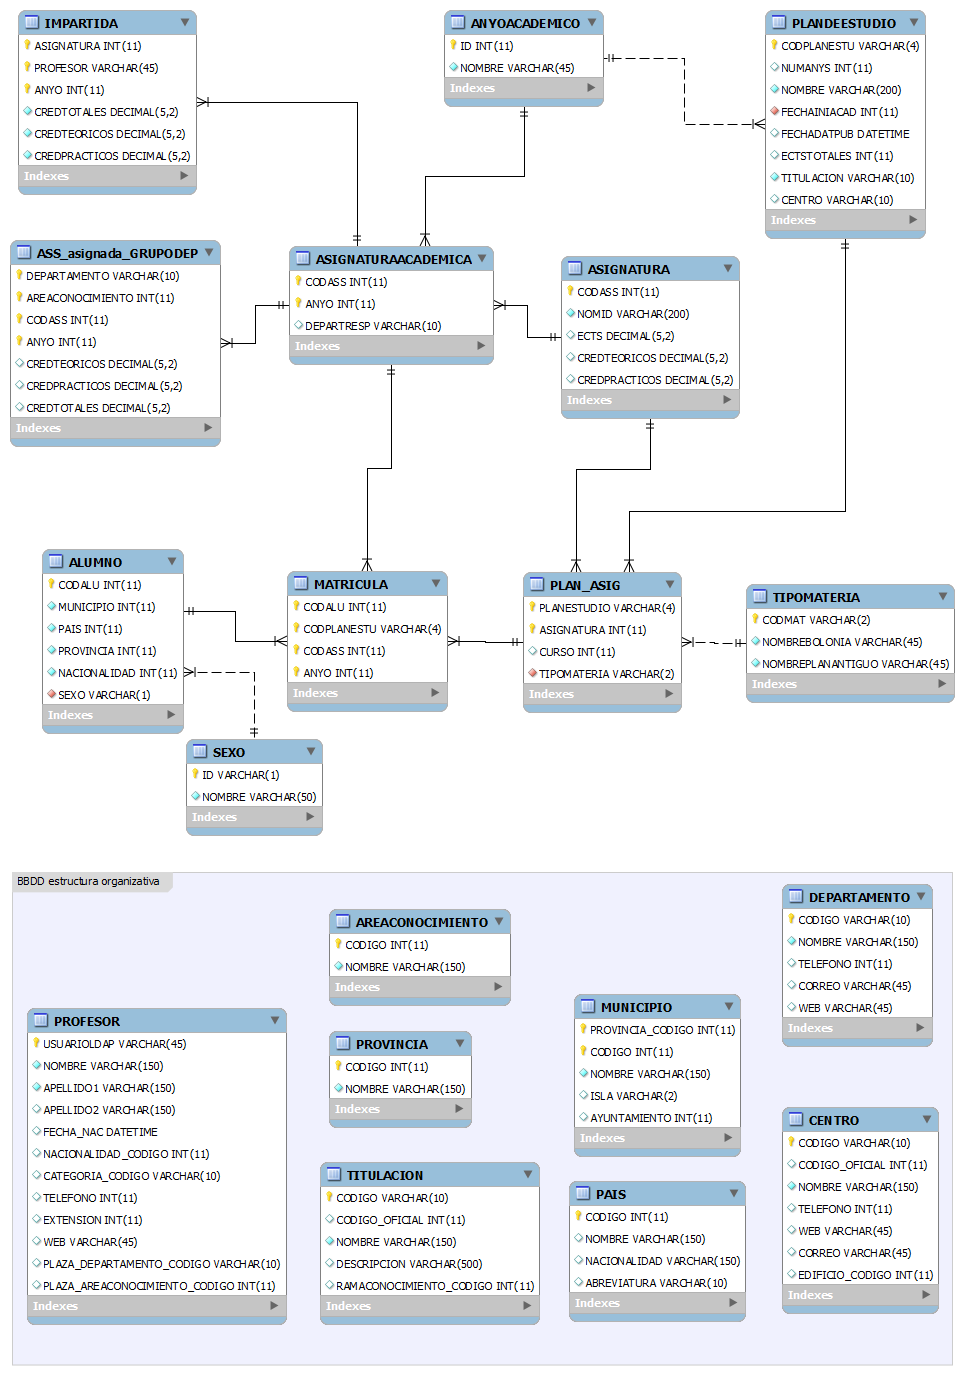 IMPARTIDA
ASIGNATURA INT(11)
PROFESOR VARCHAR(45)
ANYO INT(11)
CREDTOTALES DECIMAL(5,2)
CREDTEORICOS DECIMAL(5,2)
CREDPRACTICOS DECIMAL(5,2)
Indexes
ANYOACADEMICO
ID INT(11)
NOMBRE VARCHAR(45)
Indexes
PLANDEESTUDIO
CODPLANESTU VARCHAR(4)
NUMANYS INT(11)
NOMBRE VARCHAR(200)
FECHAINIACAD INT(11)
FECHADATPUB DATETIME
ECTSTOTALES INT(11)
TITULACION VARCHAR(10)
CENTRO VARCHAR(10)
Indexes
ASS_asignada_GRUPODEP
DEPARTAMENTO VARCHAR(10)
AREACONOCIMIENTO INT(11)
CODASS INT(11)
ANYO INT(11)
CREDTEORICOS DECIMAL(5,2)
CREDPRACTICOS DECIMAL(5,2)
CREDTOTALES DECIMAL(5,2)
Indexes
ASIGNATURAACADEMICA
CODASS INT(11)
ANYO INT(11)
DEPARTRESP VARCHAR(10)
Indexes
ASIGNATURA
CODASS INT(11)
NOMID VARCHAR(200)
ECTS DECIMAL(5,2)
CREDTEORICOS DECIMAL(5,2)
CREDPRACTICOS DECIMAL(5,2)
Indexes
ALUMNO
CODALU INT(11)
MUNICIPIO INT(11)
PAIS INT(11)
PROVINCIA INT(11)
NACIONALIDAD INT(11)
SEXO VARCHAR(1)
Indexes
MATRICULA
CODALU INT(11)
CODPLANESTU VARCHAR(4)
CODASS INT(11)
ANYO INT(11)
Indexes
PLAN_ASIG
PLANESTUDIO VARCHAR(4)
ASIGNATURA INT(11)
CURSO INT(11)
TIPOMATERIA VARCHAR(2)
Indexes
TIPOMATERIA
CODMAT VARCHAR(2)
NOMBREBOLONIA VARCHAR(45)
NOMBREPLANANTIGUO VARCHAR(45)
Indexes
SEXO
ID VARCHAR(1)
NOMBRE VARCHAR(50)
Indexes
BBDD estructura organizativa
AREACONOCIMIENTO
CODIGO INT(11)
NOMBRE VARCHAR(150)
Indexes
DEPARTAMENTO
CODIGO VARCHAR(10)
NOMBRE VARCHAR(150)
TELEFONO INT(11)
CORREO VARCHAR(45)
WEB VARCHAR(45)
Indexes
PROFESOR
USUARIOLDAP VARCHAR(45)
NOMBRE VARCHAR(150)
APELLIDO1 VARCHAR(150)
APELLIDO2 VARCHAR(150)
FECHA_NAC DATETIME
NACIONALIDAD_CODIGO INT(11)
CATEGORIA_CODIGO VARCHAR(10)
TELEFONO INT(11)
EXTENSION INT(11)
WEB VARCHAR(45)
PLAZA_DEPARTAMENTO_CODIGO VARCHAR(10)
PLAZA_AREACONOCIMIENTO_CODIGO INT(11)
Indexes
PROVINCIA
CODIGO INT(11)
NOMBRE VARCHAR(150)
Indexes
MUNICIPIO
PROVINCIA_CODIGO INT(11)
CODIGO INT(11)
NOMBRE VARCHAR(150)
ISLA VARCHAR(2)
AYUNTAMIENTO INT(11)
Indexes
TITULACION
CODIGO VARCHAR(10)
CODIGO_OFICIAL INT(11)
NOMBRE VARCHAR(150)
DESCRIPCION VARCHAR(500)
RAMACONOCIMIENTO_CODIGO INT(11)
Indexes
PAIS
CODIGO INT(11)
NOMBRE VARCHAR(150)
NACIONALIDAD VARCHAR(150)
ABREVIATURA VARCHAR(10)
Indexes
CENTRO
CODIGO VARCHAR(10)
CODIGO_OFICIAL INT(11)
NOMBRE VARCHAR(150)
TELEFONO INT(11)
WEB VARCHAR(45)
CORREO VARCHAR(45)
EDIFICIO_CODIGO INT(11)
Indexes